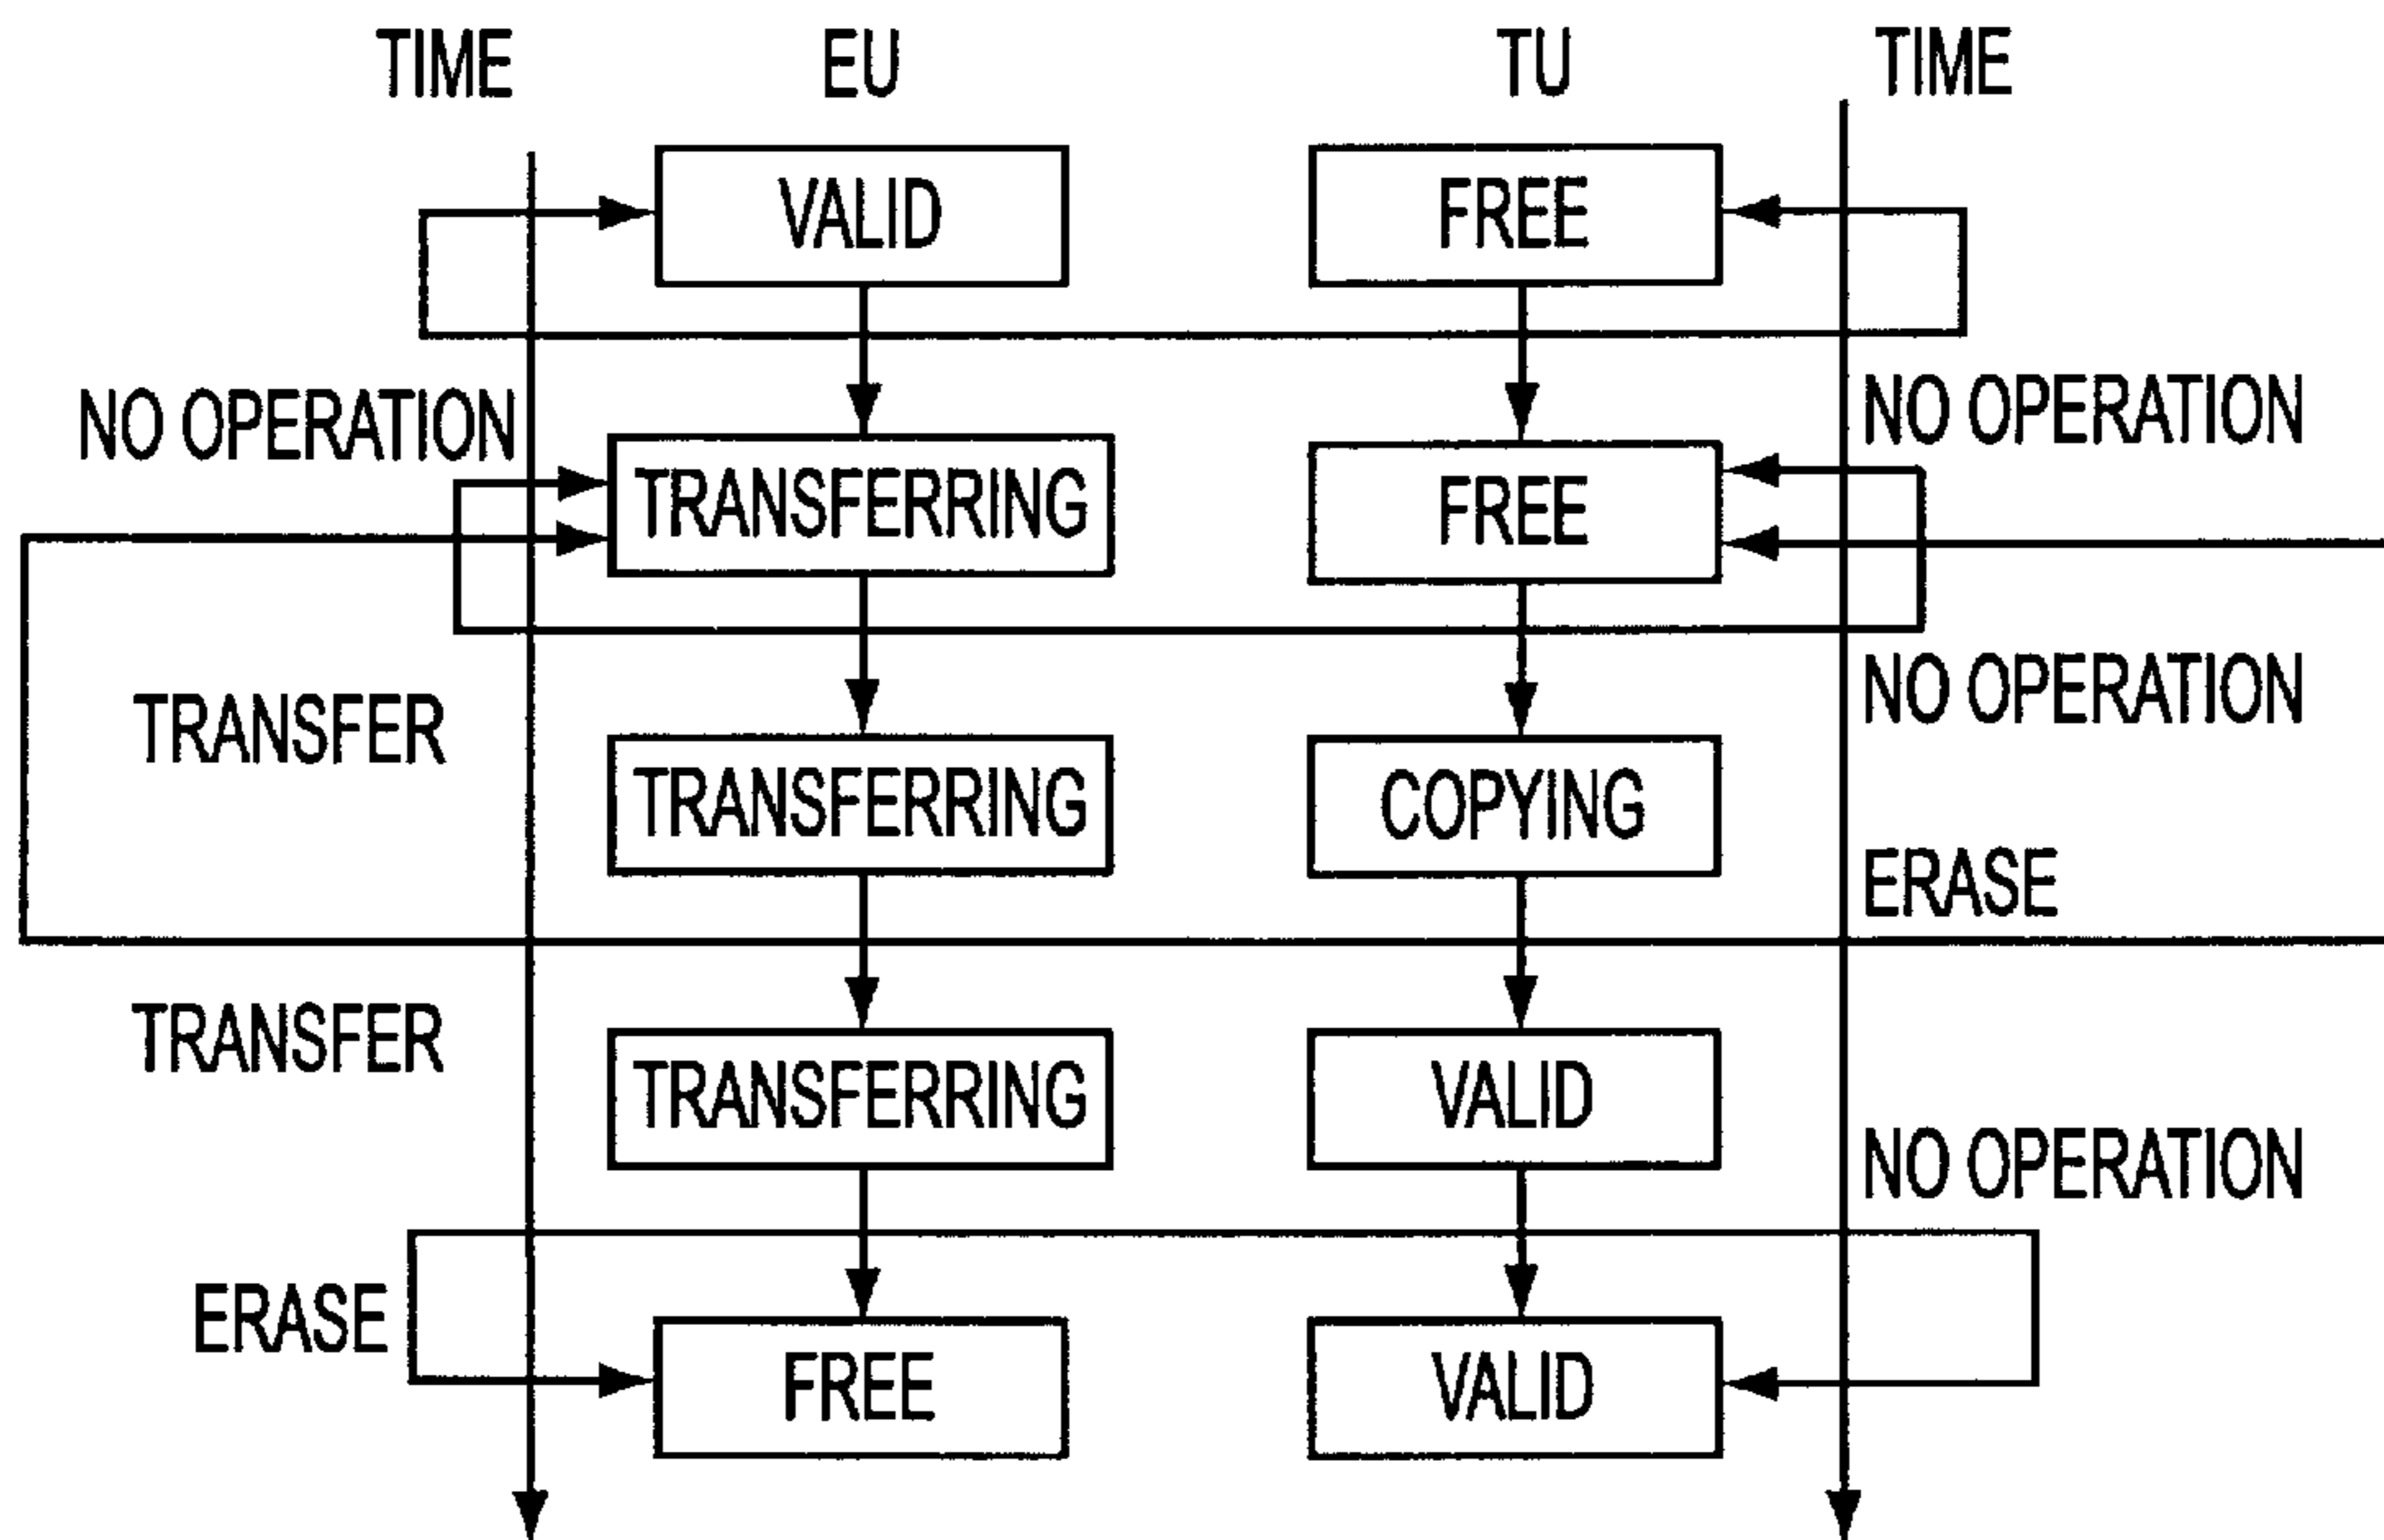 TIME
EU
TU
TIME
VALID
FREE
NO OPERATION
NO OPERATION
TRANSFERRING
FREE
TRANSFER
NO OPERATION
TRANSFERRING
COPYING
ERASE
TRANSFER
TRANSFERRING
VALID
NO OPERATION
ERASE
FREE
VALID